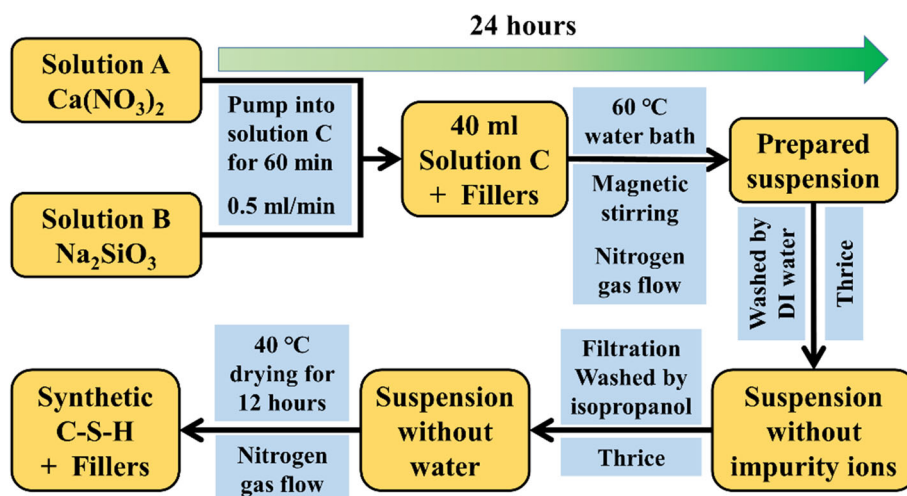 24 hours
Solution A
Ca(NO₃)₂
Pump into
solution C
for 60 min
0.5 ml/min
Solution B
Na₂SiO₃
40 ml
Solution C
+ Fillers
60 °C
water bath
Magnetic
stirring
Nitrogen
gas flow
Prepared
suspension
Washed by
DI water
Thrice
Suspension
without
impurity ions
Filtration
Washed by
isopropanol
Thrice
Suspension
without
water
40 °C
drying for
12 hours
Nitrogen
gas flow
Synthetic
C-S-H
+ Fillers